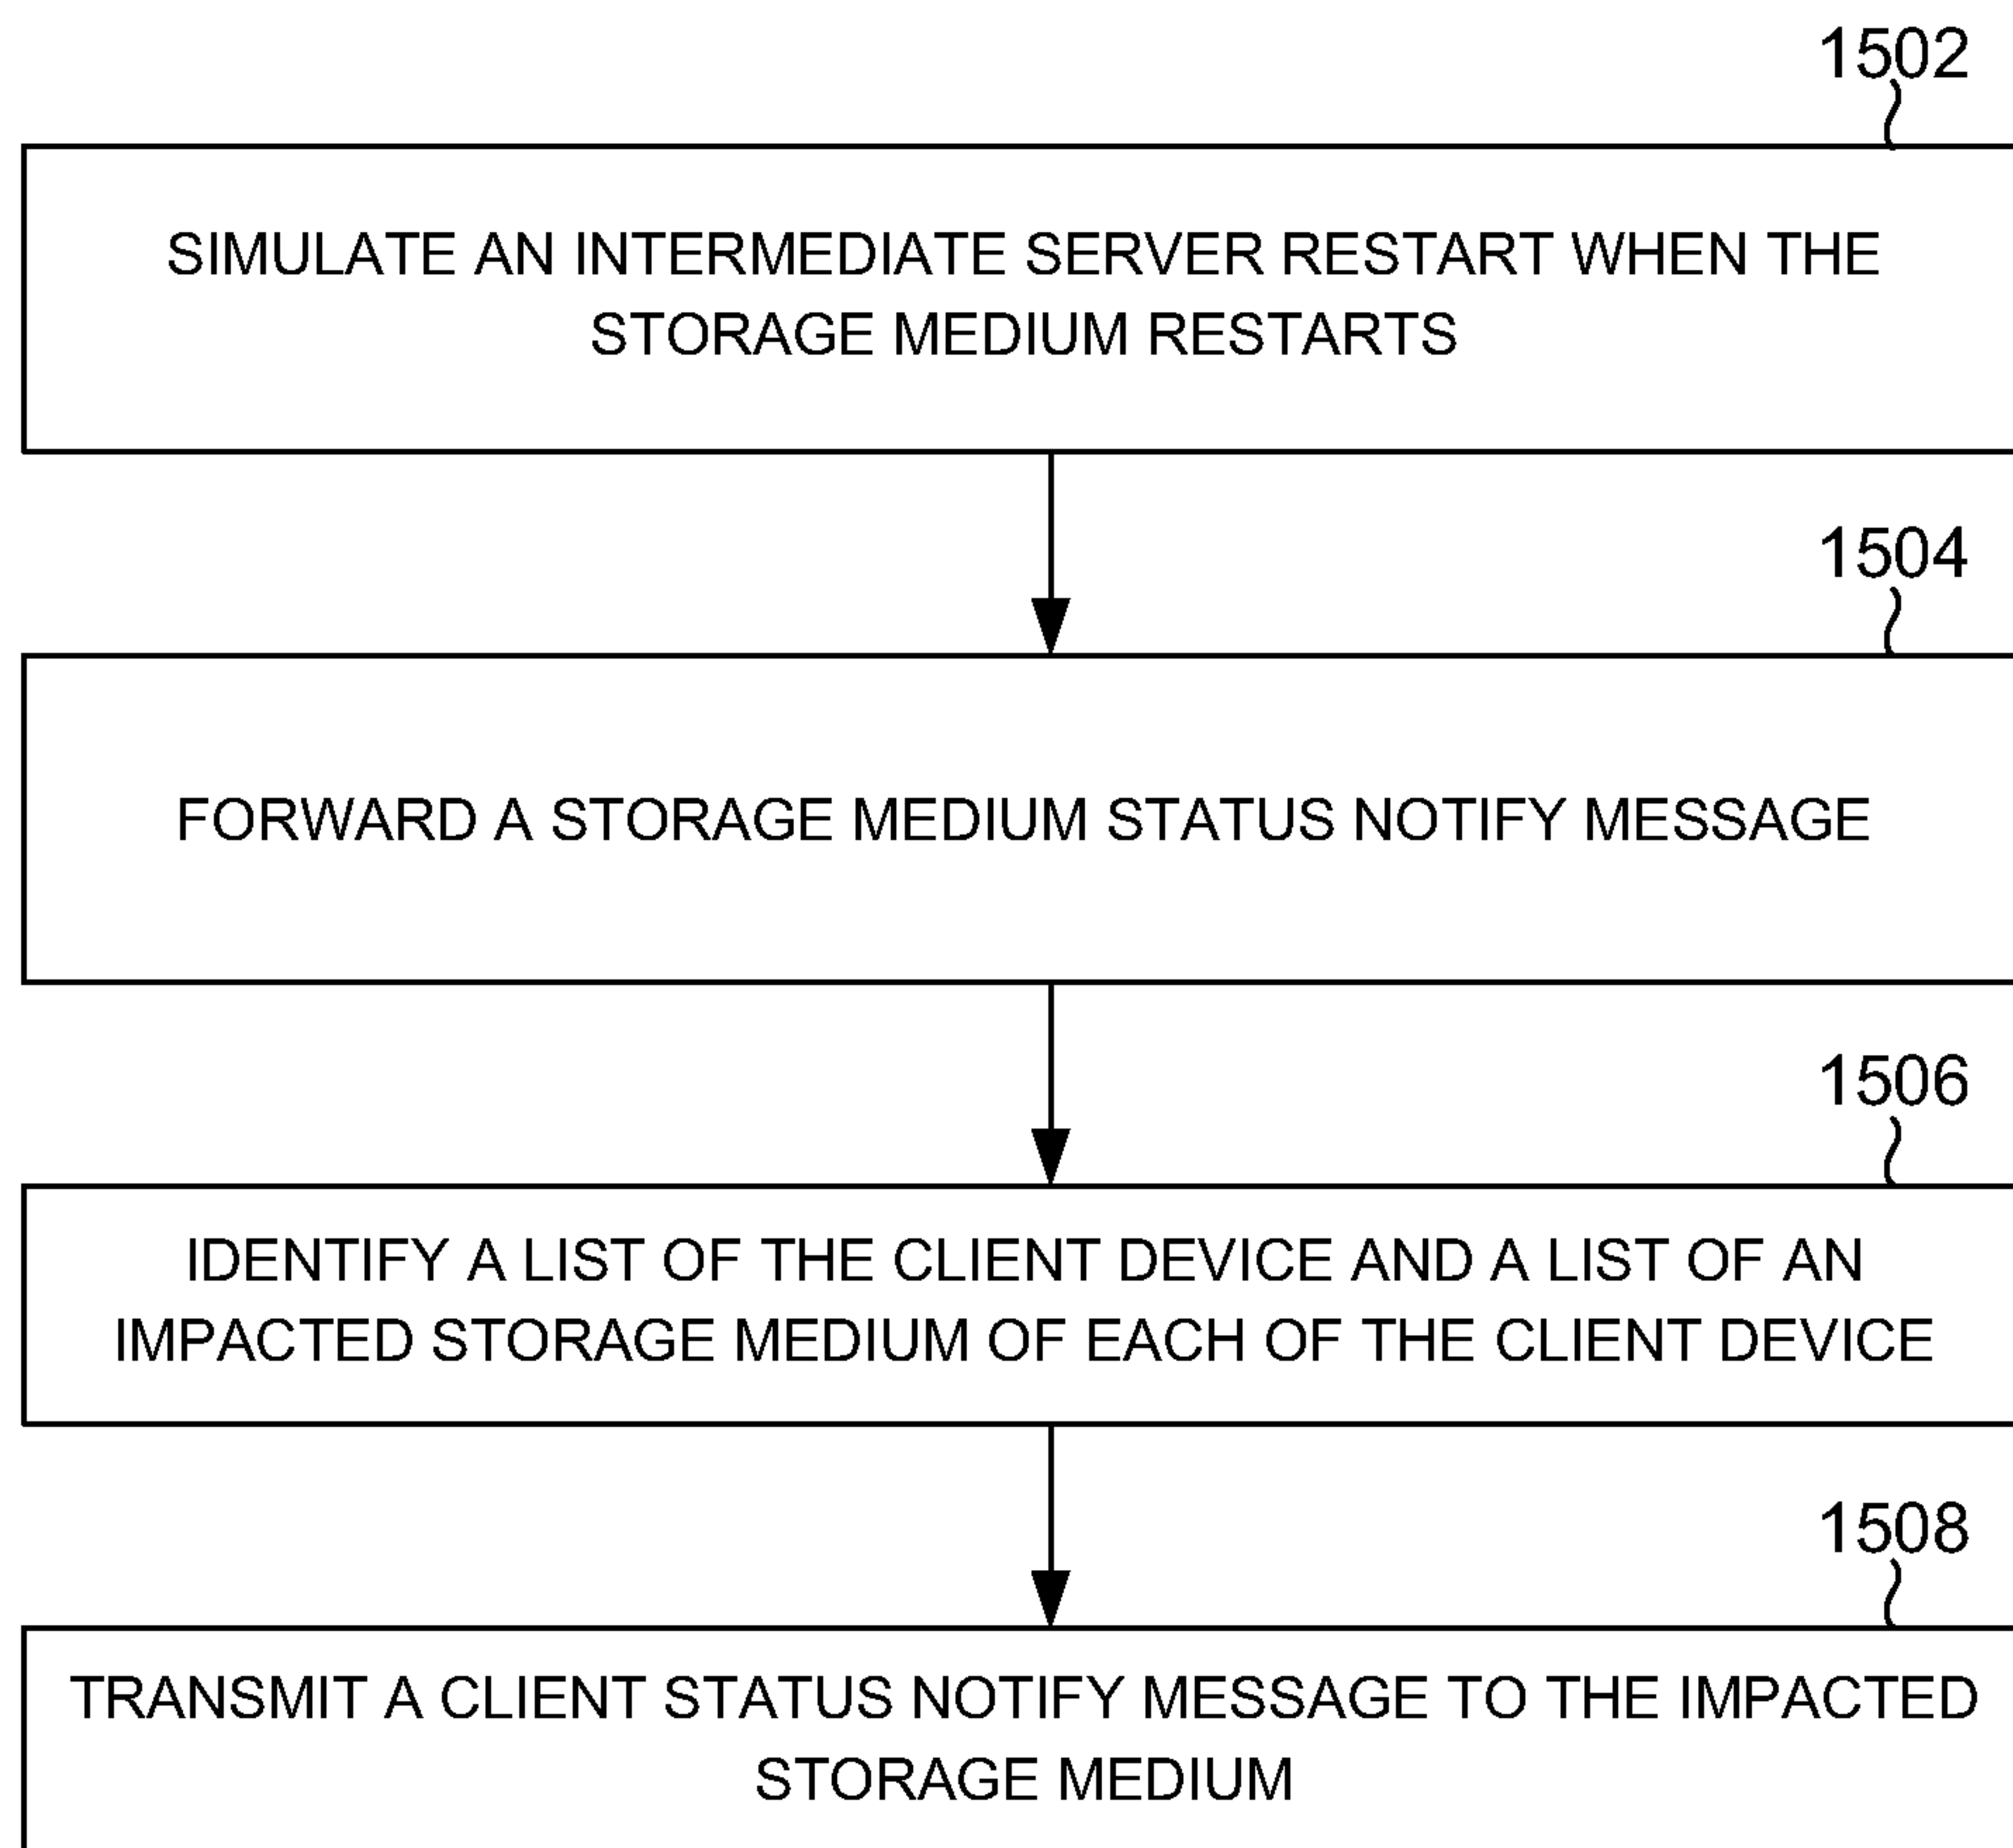 1502
SIMULATE AN INTERMEDIATE SERVER RESTART WHEN THE
STORAGE MEDIUM RESTARTS
1504
FORWARD A STORAGE MEDIUM STATUS NOTIFY MESSAGE
1506
IDENTIFY A LIST OF THE CLIENT DEVICE AND A LIST OF AN
IMPACTED STORAGE MEDIUM OF EACH OF THE CLIENT DEVICE
1508
TRANSMIT A CLIENT STATUS NOTIFY MESSAGE TO THE IMPACTED
STORAGE MEDIUM